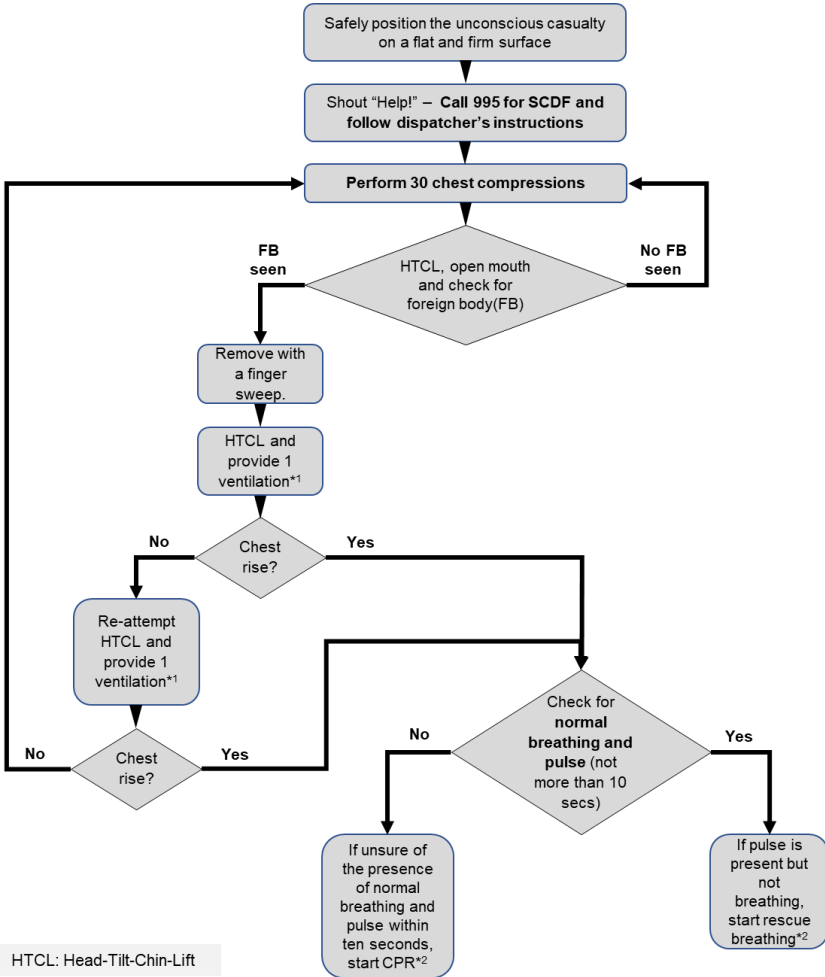 Safely position the unconscious casualty
on a flat and firm surface
Shout “Help!” – Call 995 for SCDF and
follow dispatcher’s instructions
Perform 30 chest compressions
FB
seen
HTCL, open mouth
and check for
foreign body(FB)
No FB
seen
Remove with
a finger
sweep.
HTCL and
provide 1
ventilation*1
No
Chest
rise?
Yes
Re-attempt
HTCL and
provide 1
ventilation*1
No
Chest
rise?
Yes
No
Check for
normal
breathing and
pulse (not
more than 10
secs)
Yes
If unsure of
the presence
of normal
breathing and
pulse within
ten seconds,
start CPR*2
If pulse is
present but
not
breathing,
start rescue
breathing*2
HTCL: Head-Tilt-Chin-Lift